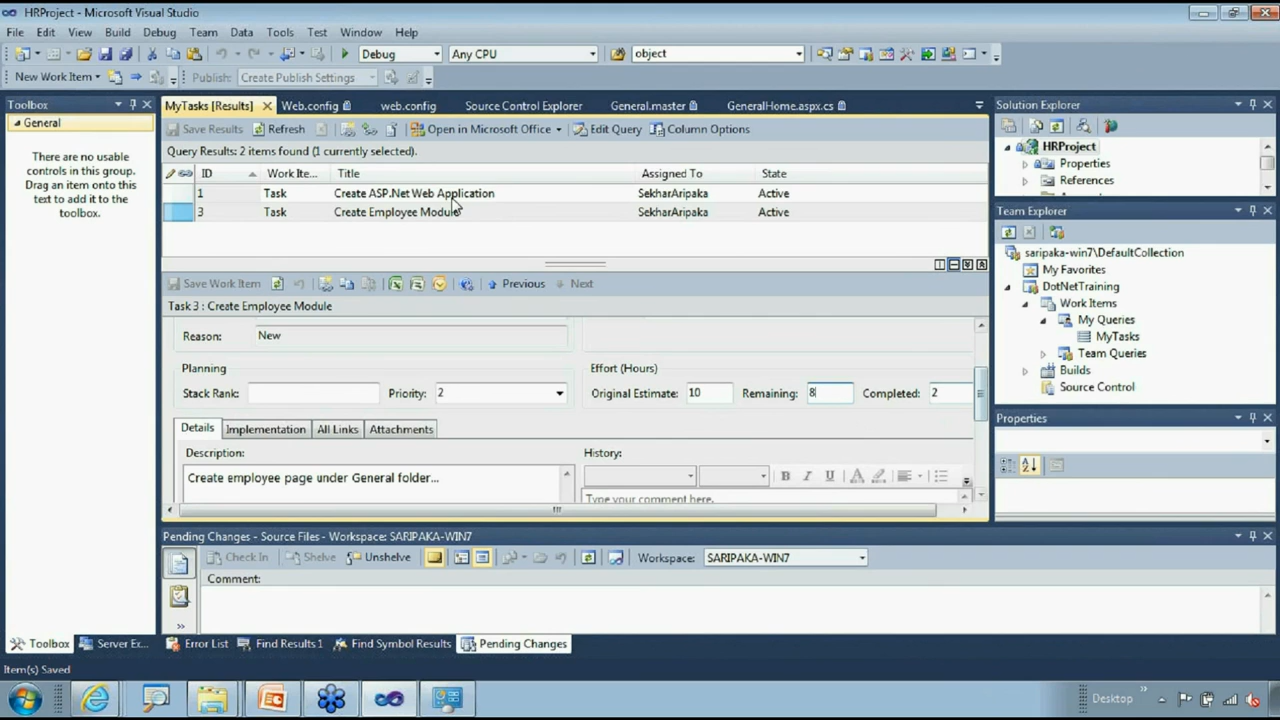 HRProject - Microsoft Visual Studio
File Edit View Build Debug Team Data Tools Test Window Help
Debug Any CPU object
New Work Item Publish: Create Publish Settings
Toolbox
General
There are no usable
controls in this group.
Drag an item onto this
text to add it to the
toolbox.
MyTasks [Results] Web.config web.config Source Control Explorer General.master GeneralHome.aspx.cs
Save Results Refresh Open in Microsoft Office Edit Query Column Options
Query Results: 2 items found (1 currently selected).
ID Work Ite... Title Assigned To State
1 Task Create ASP.Net Web Application SekharAripaka Active
3 Task Create Employee Module SekharAripaka Active
Save Work Item Previous Next
Task 3 : Create Employee Module
Reason: New
Planning Effort (Hours)
Stack Rank: Priority: 2 Original Estimate: 10 Remaining: 8 Completed: 2
Details Implementation All Links Attachments
Description: History:
Create employee page under General folder...
B I U A
Type your comment here.
Solution Explorer
HRProject
Properties
References
Team Explorer
saripaka-win7\DefaultCollection
My Favorites
DotNetTraining
Work Items
My Queries
MyTasks
Team Queries
Builds
Source Control
Properties
Pending Changes - Source Files - Workspace: SARIPAKA-WIN7
Check In Shelve Unshelve Workspace: SARIPAKA-WIN7
Comment:
Toolbox Server Ex... Error List Find Results 1 Find Symbol Results Pending Changes
Item(s) Saved
Desktop